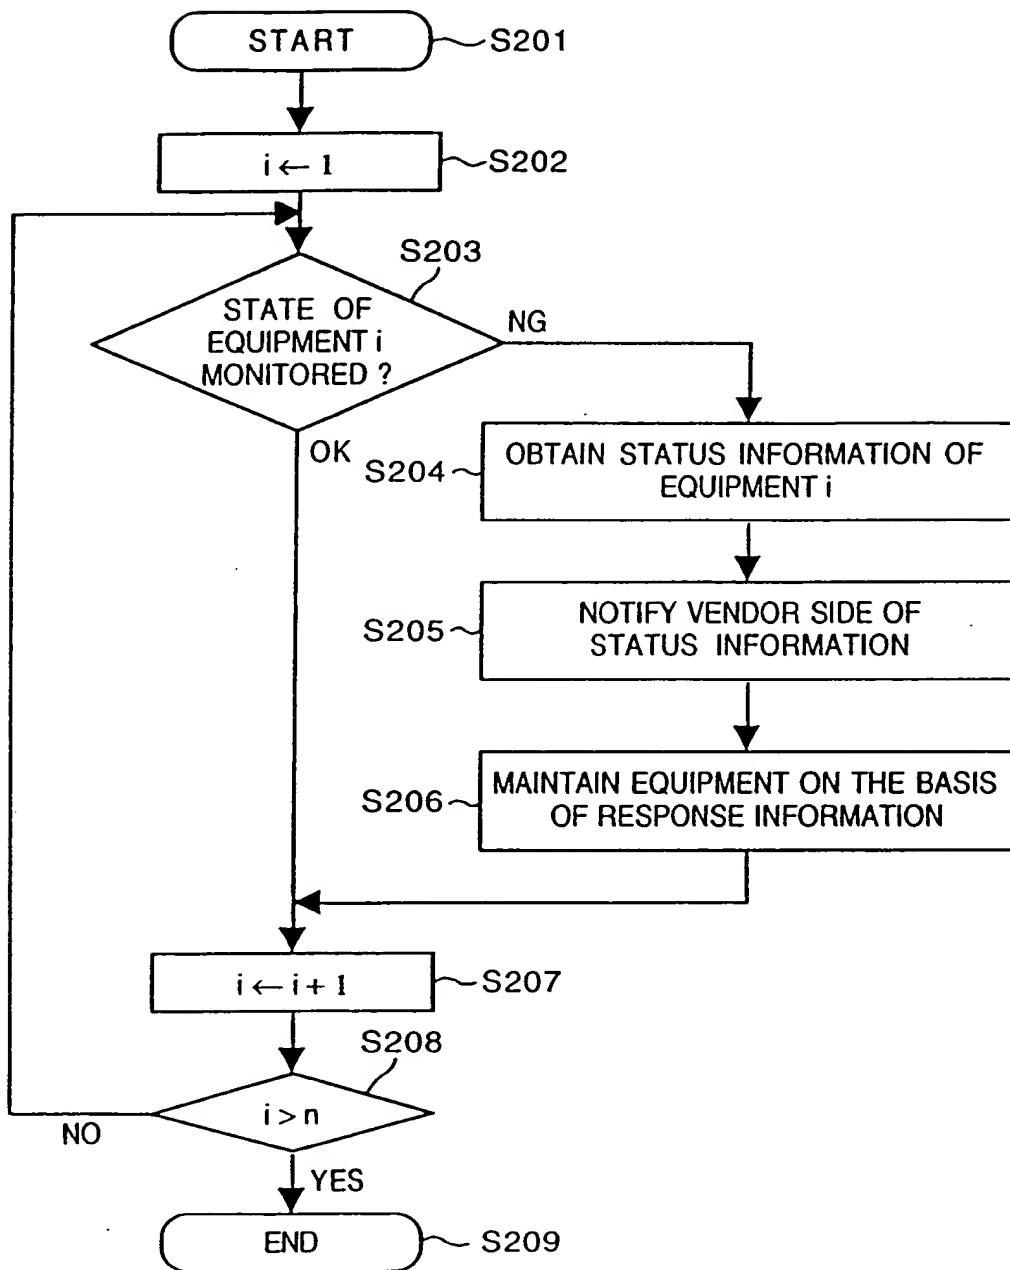 START
S201
i ← 1
S202
S203
STATE OF
EQUIPMENT i
MONITORED ?
NG
OK
S204
OBTAIN STATUS INFORMATION OF
EQUIPMENT i
S205
NOTIFY VENDOR SIDE OF
STATUS INFORMATION
S206
MAINTAIN EQUIPMENT ON THE BASIS
OF RESPONSE INFORMATION
i ← i + 1
S207
S208
i > n
NO
YES
END
S209